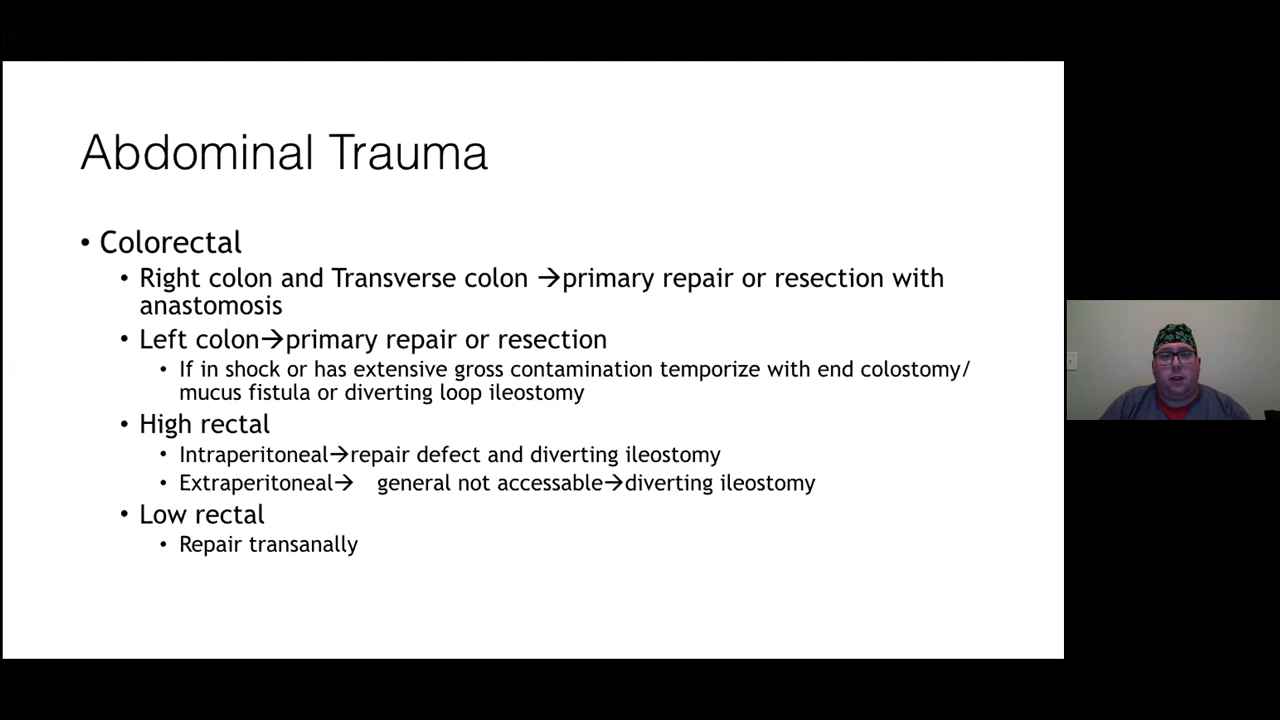 Abdominal Trauma
• Colorectal
• Right colon and Transverse colon →primary repair or resection with
anastomosis
• Left colon→primary repair or resection
• If in shock or has extensive gross contamination temporize with end colostomy/
mucus fistula or diverting loop ileostomy
• High rectal
• Intraperitoneal→repair defect and diverting ileostomy
• Extraperitoneal→ general not accessable→diverting ileostomy
• Low rectal
• Repair transanally